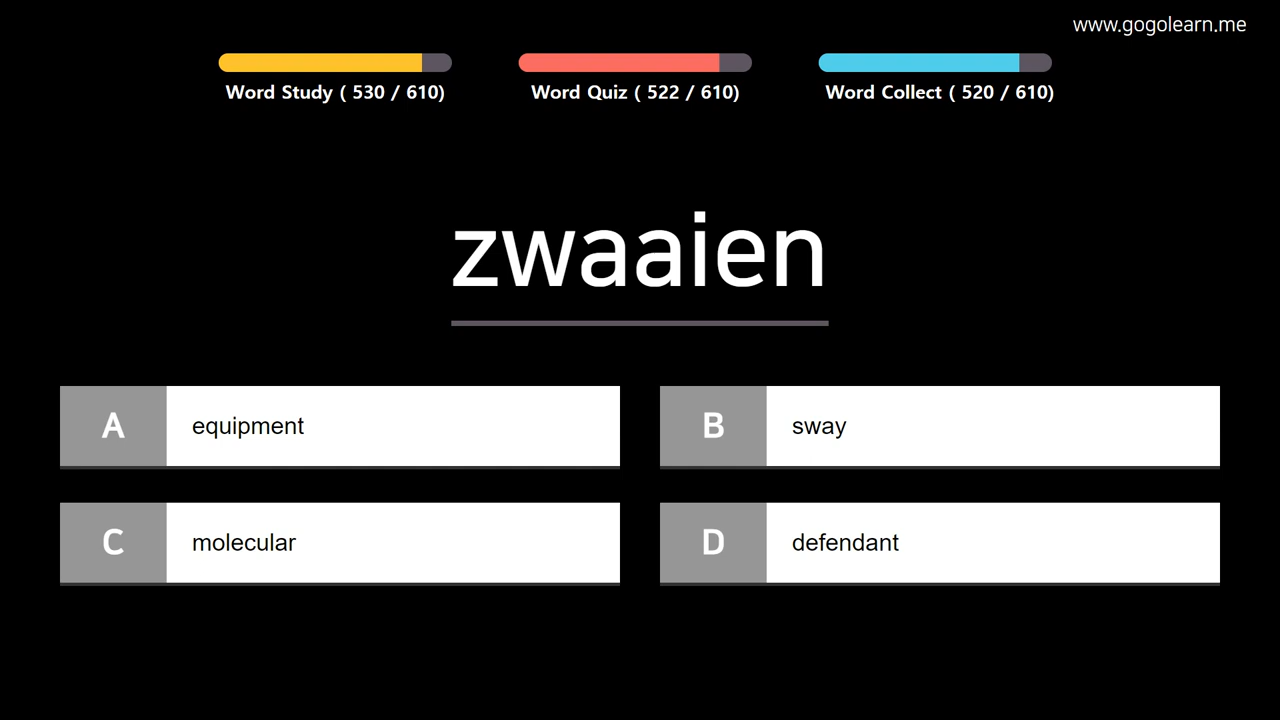 www.gogolearn.me
Word Study ( 530 / 610)
Word Quiz ( 522 / 610)
Word Collect ( 520 / 610)
zwaaien
A equipment
B sway
C molecular
D defendant